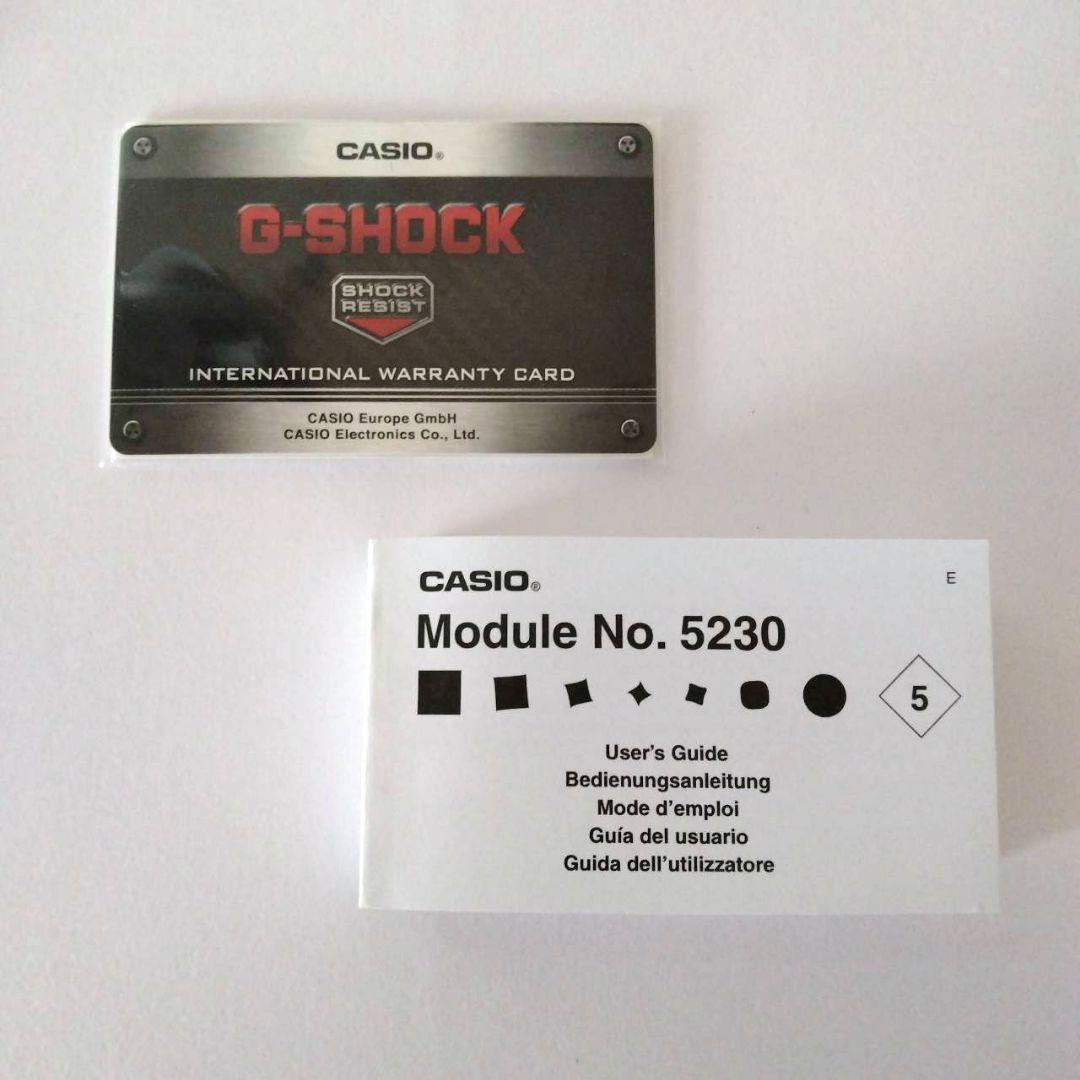 CASIO®
G-SHOCK
SHOCK
RESIST
INTERNATIONAL WARRANTY CARD
CASIO Europe GmbH
CASIO Electronics Co., Ltd.
CASIO® E
Module No. 5230
5
User's Guide
Bedienungsanleitung
Mode d'emploi
Guía del usuario
Guida dell'utilizzatore